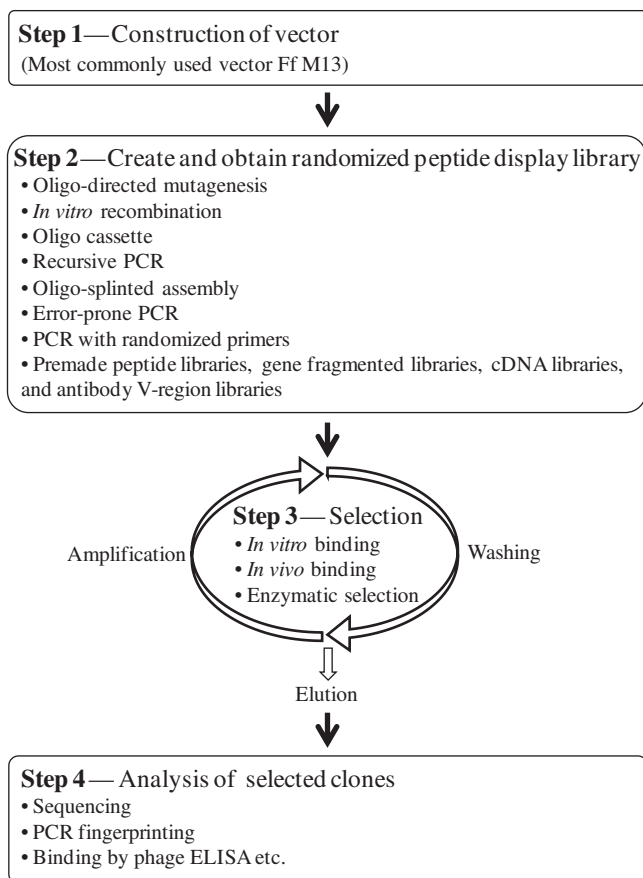 Step 1—Construction of vector
(Most commonly used vector Ff M13)
Step 2—Create and obtain randomized peptide display library
• Oligo-directed mutagenesis
• In vitro recombination
• Oligo cassette
• Recursive PCR
• Oligo-splinted assembly
• Error-prone PCR
• PCR with randomized primers
• Premade peptide libraries, gene fragmented libraries, cDNA libraries,
and antibody V-region libraries
Step 3—Selection
• In vitro binding
• In vivo binding
• Enzymatic selection
Amplification
Washing
Elution
Step 4—Analysis of selected clones
• Sequencing
• PCR fingerprinting
• Binding by phage ELISA etc.